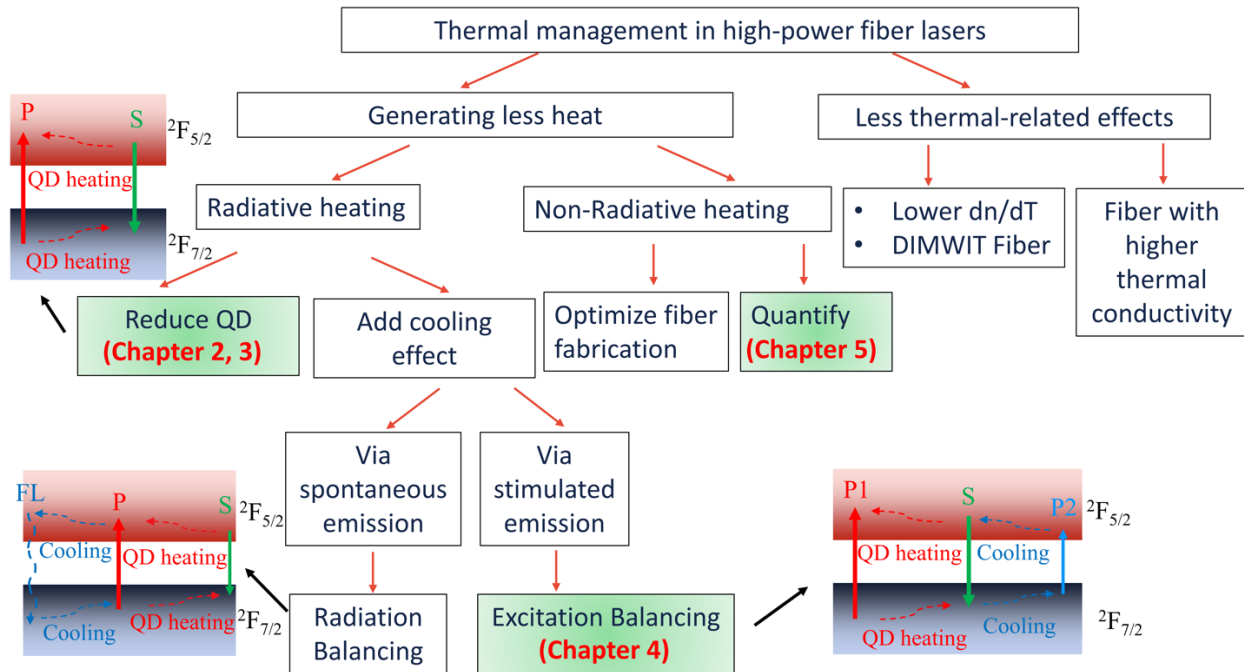 Thermal management in high-power fiber lasers
Generating less heat
Less thermal-related effects
P
S
²F₅/₂
QD heating
²F₇/₂
QD heating
Radiative heating
Non-Radiative heating
• Lower dn/dT
• DIMWIT Fiber
Fiber with
higher
thermal
conductivity
Reduce QD
(Chapter 2, 3)
Add cooling
effect
Optimize fiber
fabrication
Quantify
(Chapter 5)
Via
spontaneous
emission
Via
stimulated
emission
FL
P
S
²F₅/₂
Cooling
QD heating
Cooling
QD heating
²F₇/₂
Radiation
Balancing
Excitation Balancing
(Chapter 4)
P1
S
P2
²F₅/₂
QD heating
Cooling
QD heating
Cooling
²F₇/₂